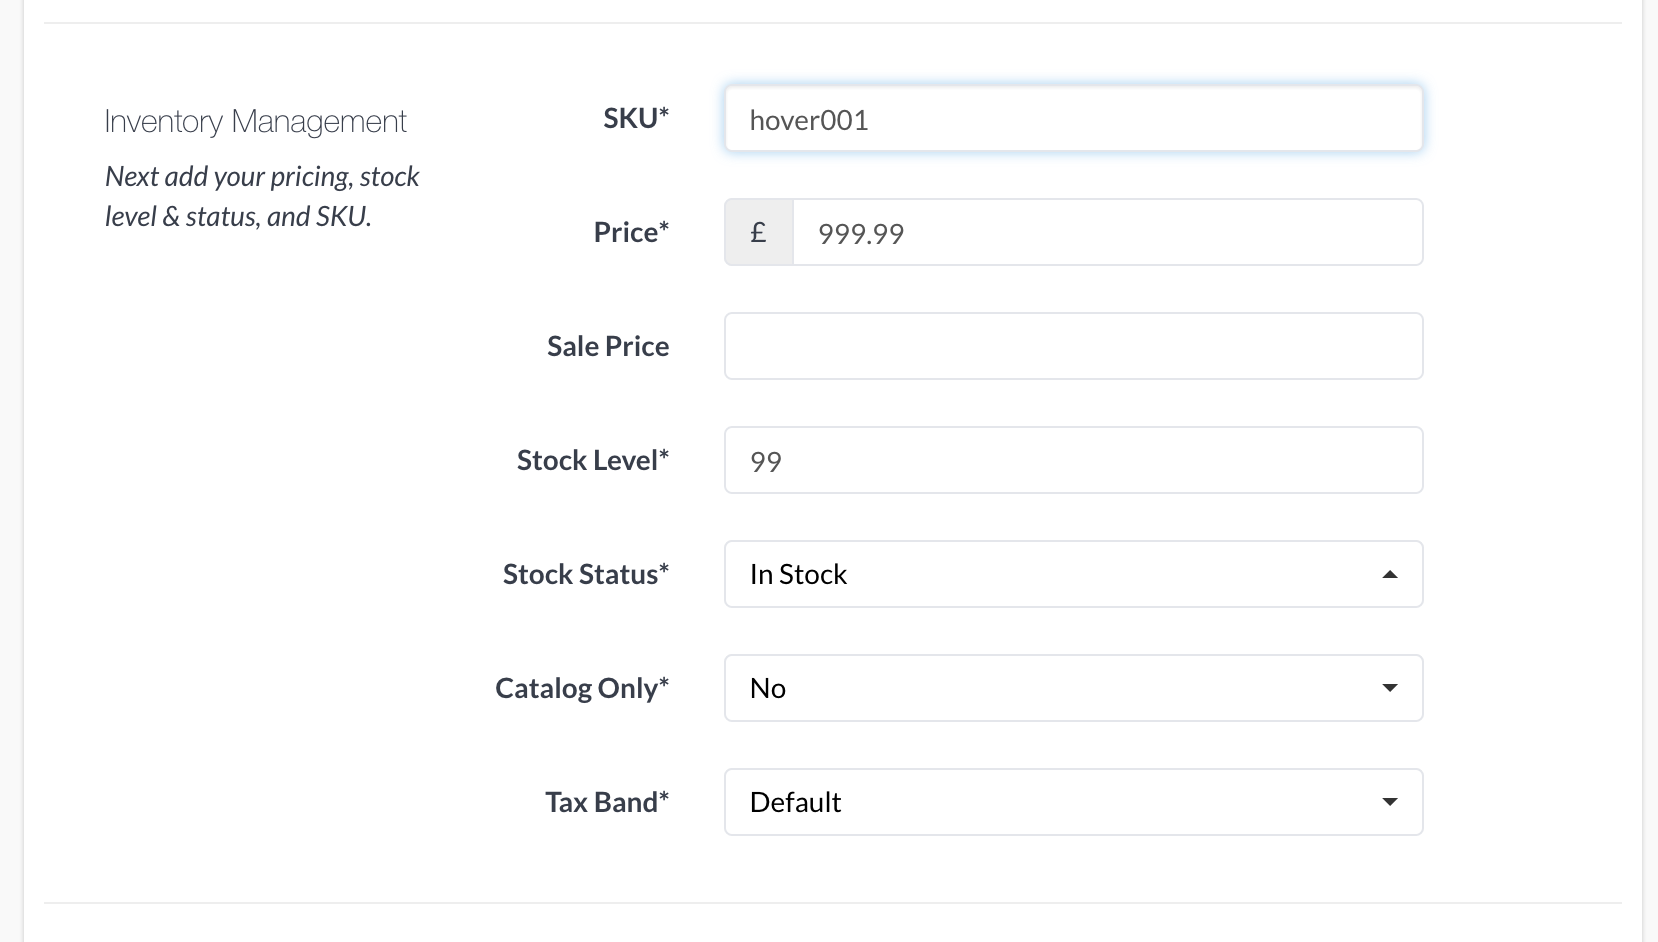 Inventory Management
Next add your pricing, stock
level & status, and SKU.
SKU* hover001
Price* £ 999.99
Sale Price
Stock Level* 99
Stock Status* In Stock
Catalog Only* No
Tax Band* Default